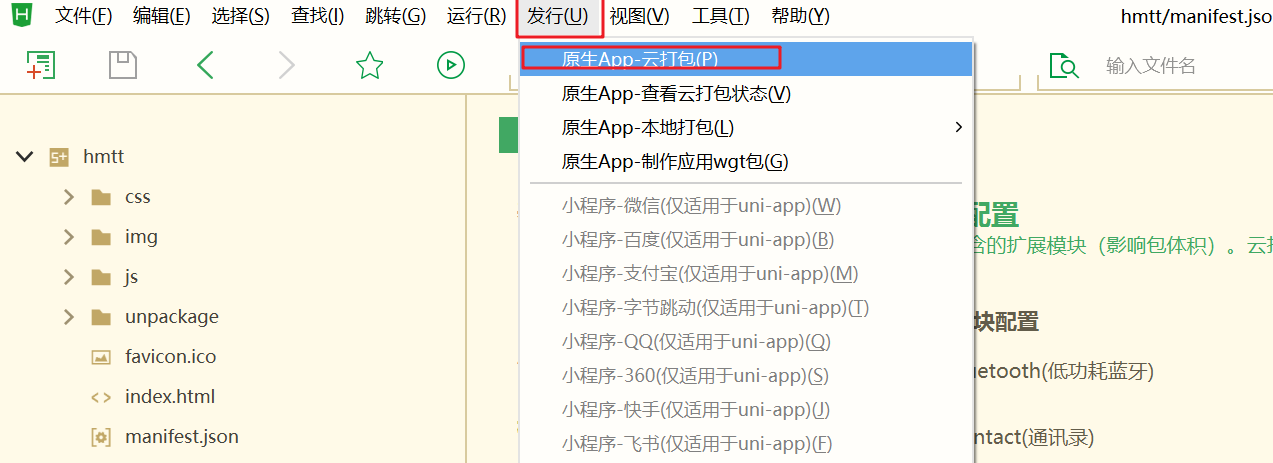 文件(F) 编辑(E) 选择(S) 查找(I) 跳转(G) 运行(R) 发行(U) 视图(V) 工具(T) 帮助(Y) hmtt/manifest.jso
输入文件名
原生App-云打包(P)
原生App-查看云打包状态(V)
原生App-本地打包(L)
原生App-制作应用wgt包(G)
小程序-微信(仅适用于uni-app)(W)
小程序-百度(仅适用于uni-app)(B)
小程序-支付宝(仅适用于uni-app)(M)
小程序-字节跳动(仅适用于uni-app)(T)
小程序-QQ(仅适用于uni-app)(Q)
小程序-360(仅适用于uni-app)(S)
小程序-快手(仅适用于uni-app)(J)
小程序-飞书(仅适用于uni-app)(F)
hmtt
css
img
js
unpackage
favicon.ico
index.html
manifest.json
配置
含的扩展模块（影响包体积）。云
块配置
uetooth(低功耗蓝牙)
ntact(通讯录)